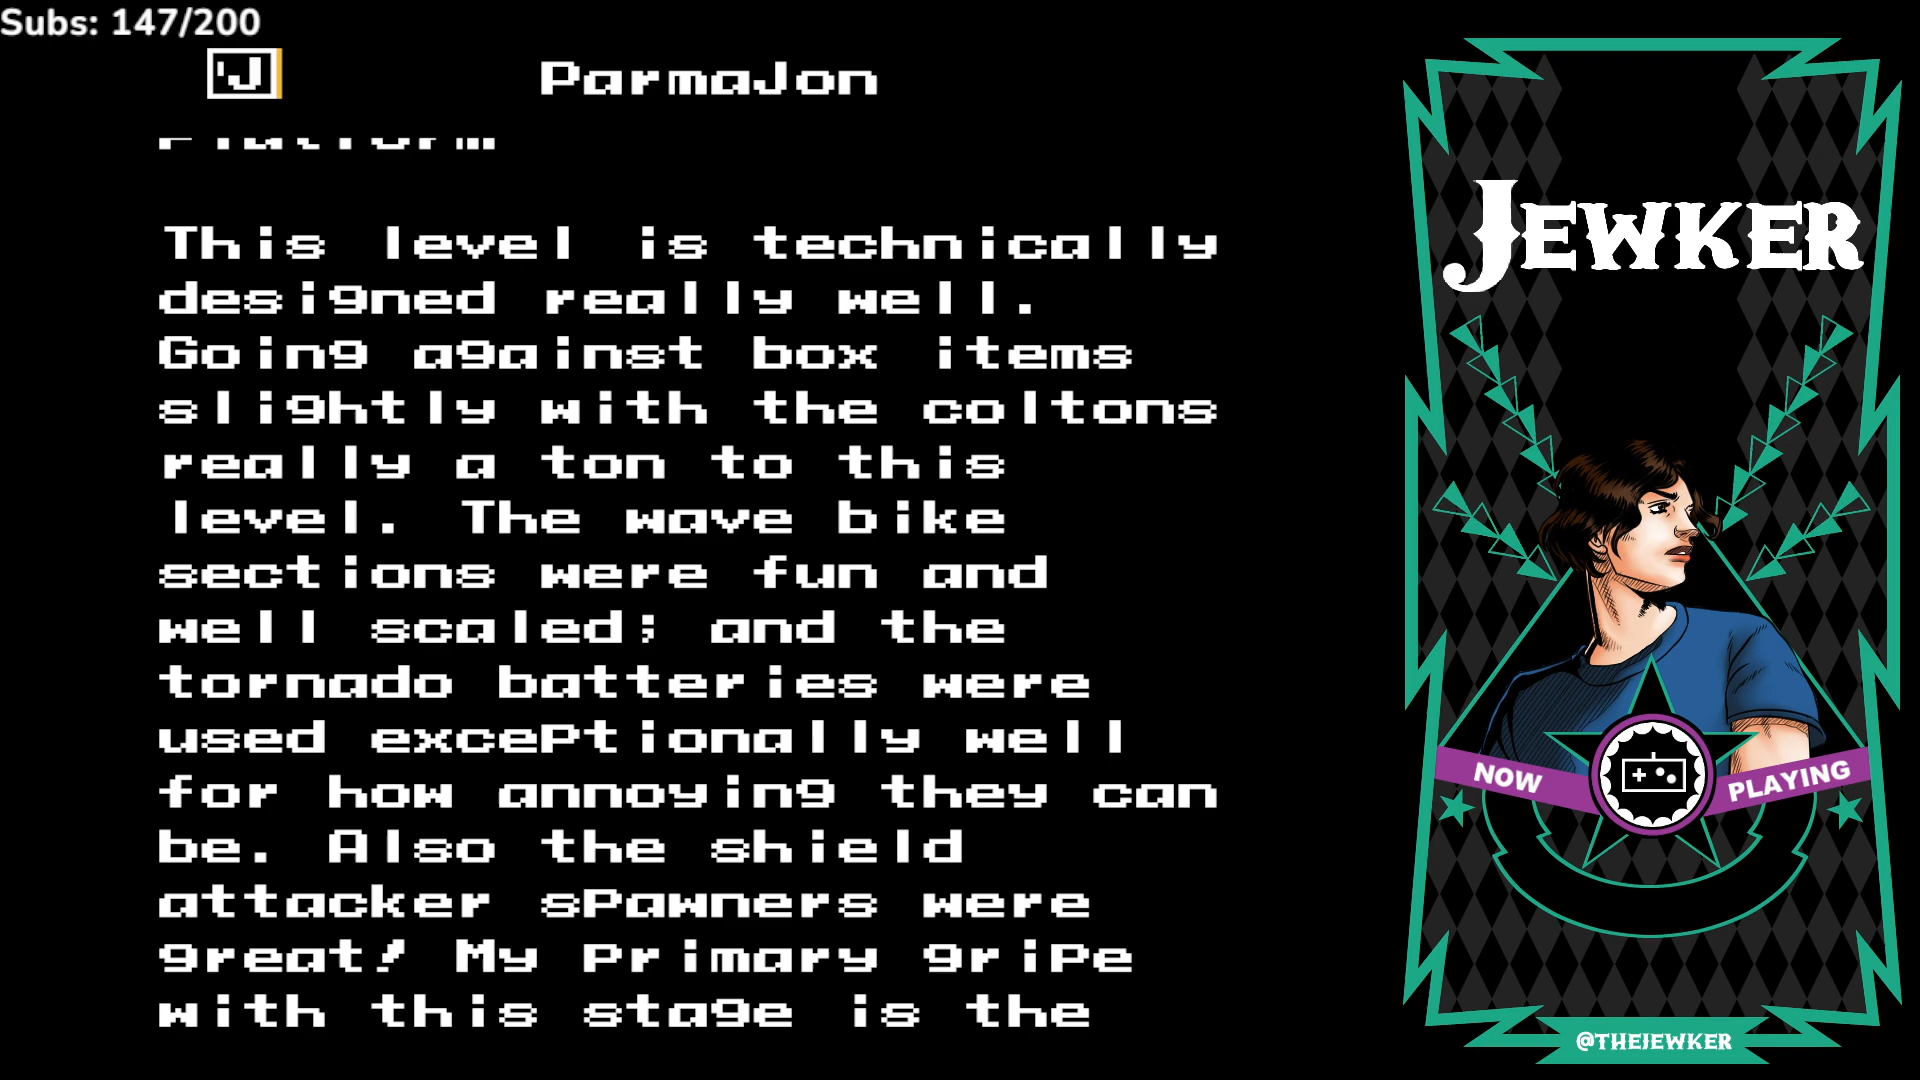 Subs: 147/200
'J
ParmaJon
This level is technically
designed really well.
Going against box items
slightly with the coltons
really a ton to this
level. The wave bike
sections were fun and
well scaled; and the
tornado batteries were
used exceptionally well
for how annoying they can
be. Also the shield
attacker spawners were
great! My primary gripe
with this stage is the
JEWKER
NOW PLAYING
@THEJEWKER